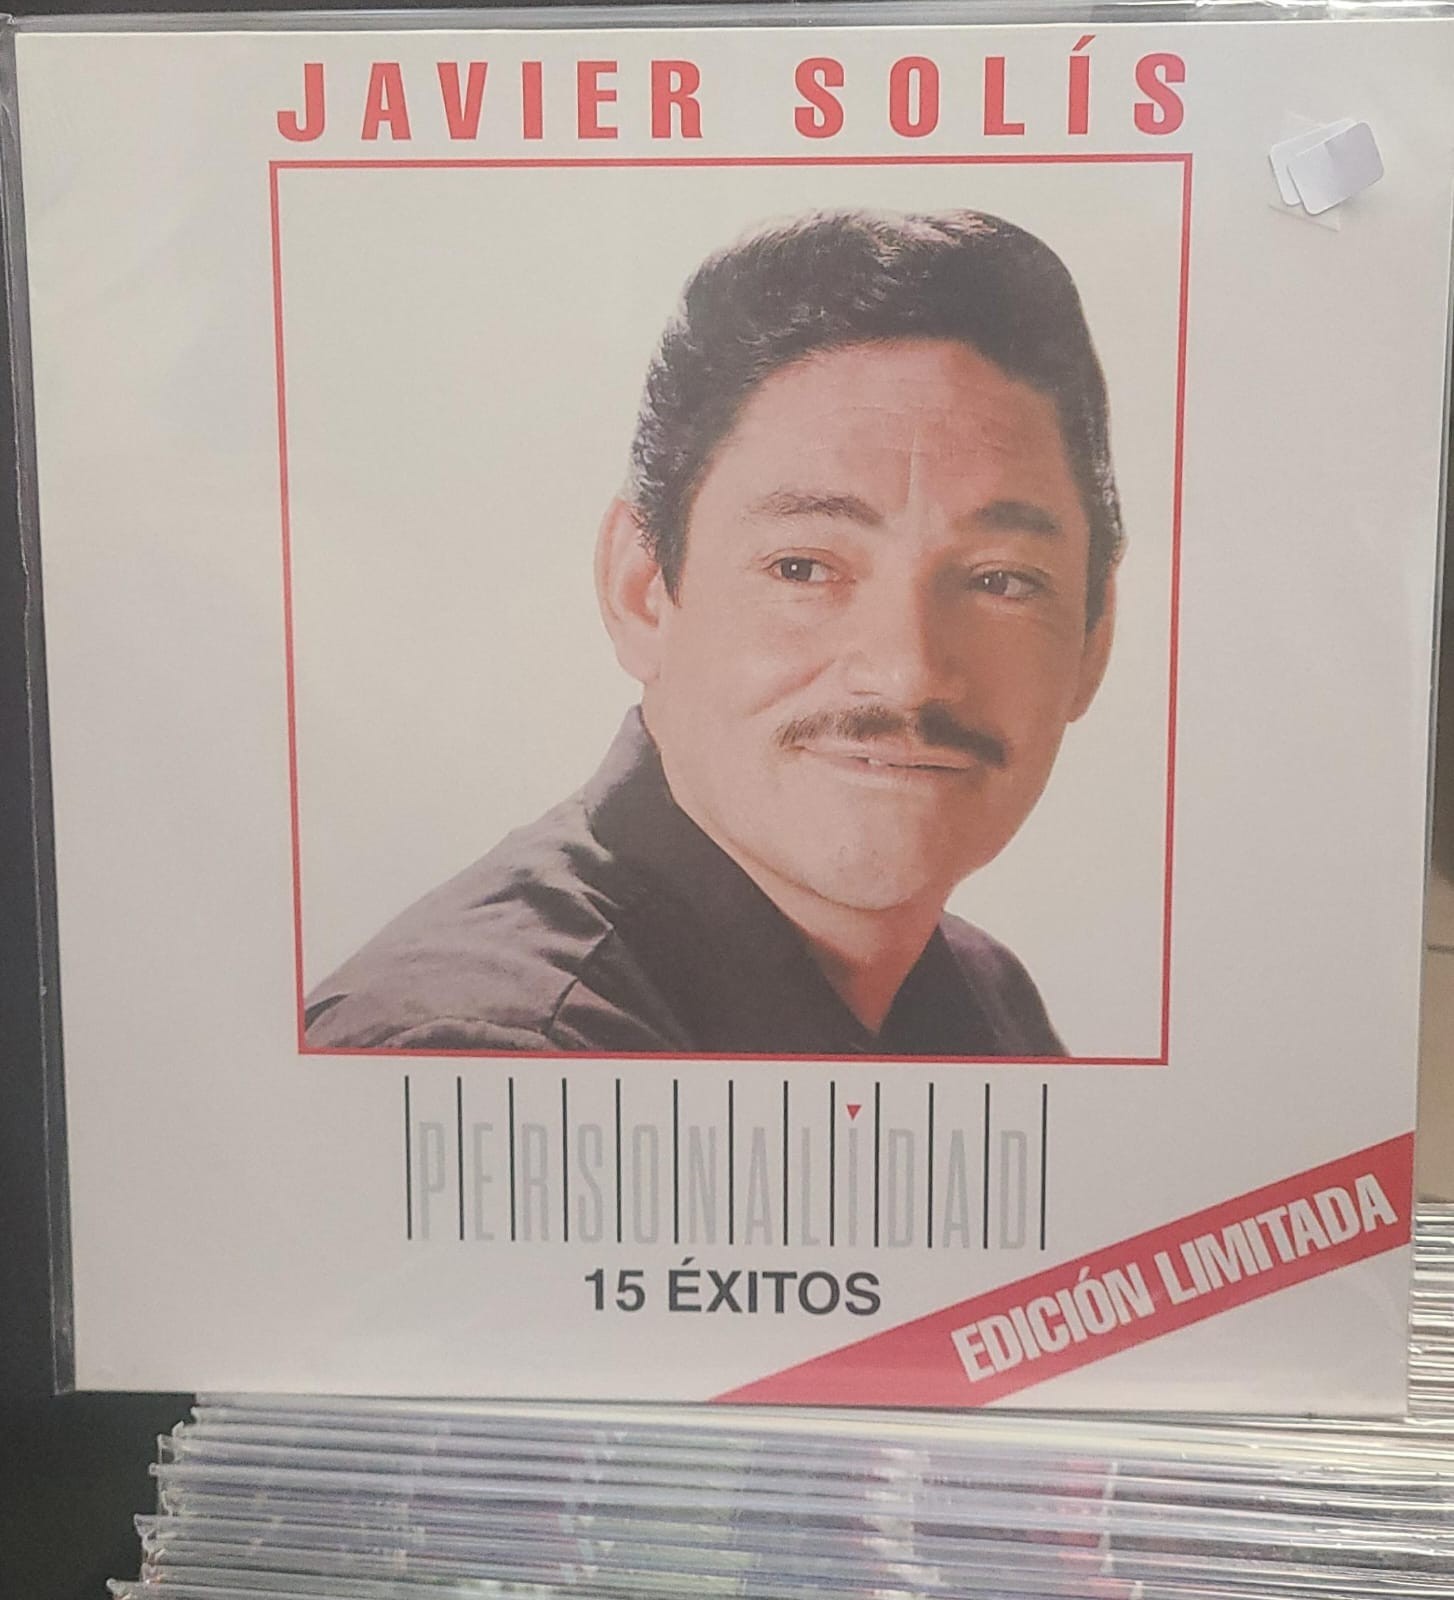 JAVIER SOLÍS
PERSONALiDAD
15 ÉXITOS
EDICIÓN LIMITADA